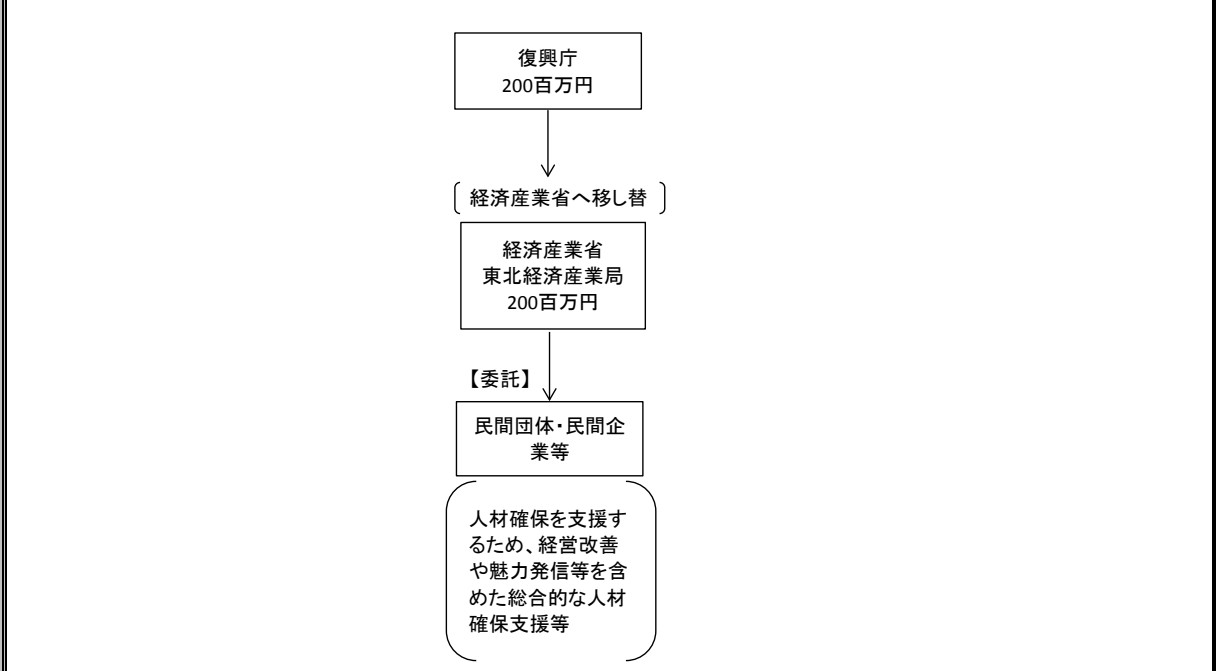 復興庁
200百万円
経済産業省へ移し替
経済産業省
東北経済産業局
200百万円
【委託】
民間団体・民間企
業等
人材確保を支援す
るため、経営改善
や魅力発信等を含
めた総合的な人材
確保支援等